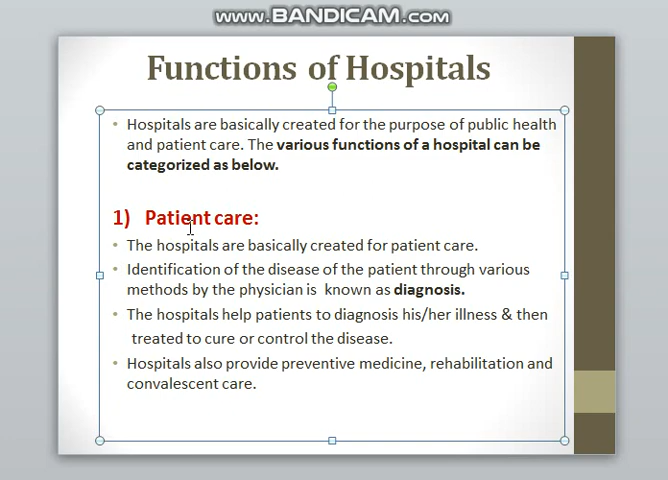 www.BANDICAM.com
Functions of Hospitals
• Hospitals are basically created for the purpose of public health
and patient care. The various functions of a hospital can be
categorized as below.
1) Patient care:
• The hospitals are basically created for patient care.
• Identification of the disease of the patient through various
methods by the physician is known as diagnosis.
• The hospitals help patients to diagnosis his/her illness & then
treated to cure or control the disease.
• Hospitals also provide preventive medicine, rehabilitation and
convalescent care.